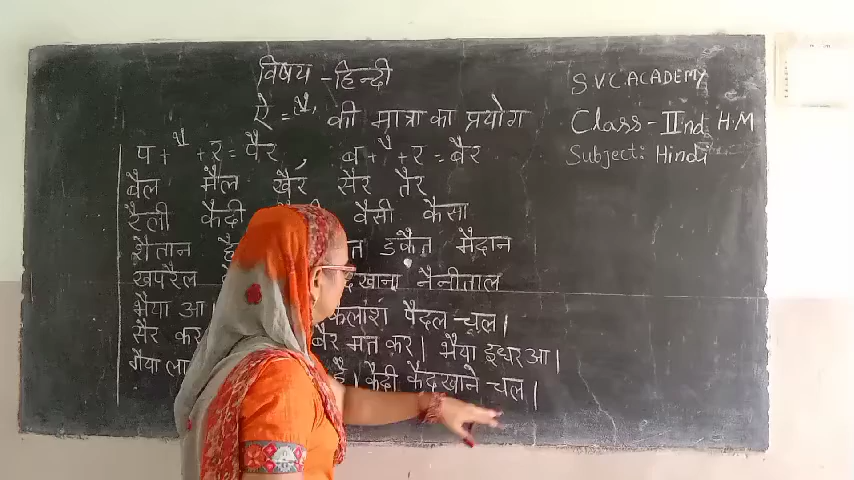 विषय - हिन्दी
S.V.C. ACADEMY
ऐ = ै, की मात्रा का प्रयोग
Class - IInd H.M
Subject: Hindi
प + ै + र = पैर , ब + ै + र = बैर
बैल मैल खैर सैर तैर
रैली कैदी वैसी कैसा
शैतान डकैत मैदान
खपरैल नैनीताल
भैया आ कैलाश पैदल चल।
सैर कर बैर मत कर। भैया इधर आ।
गैया ला है। कैदी कैदखाने चल।